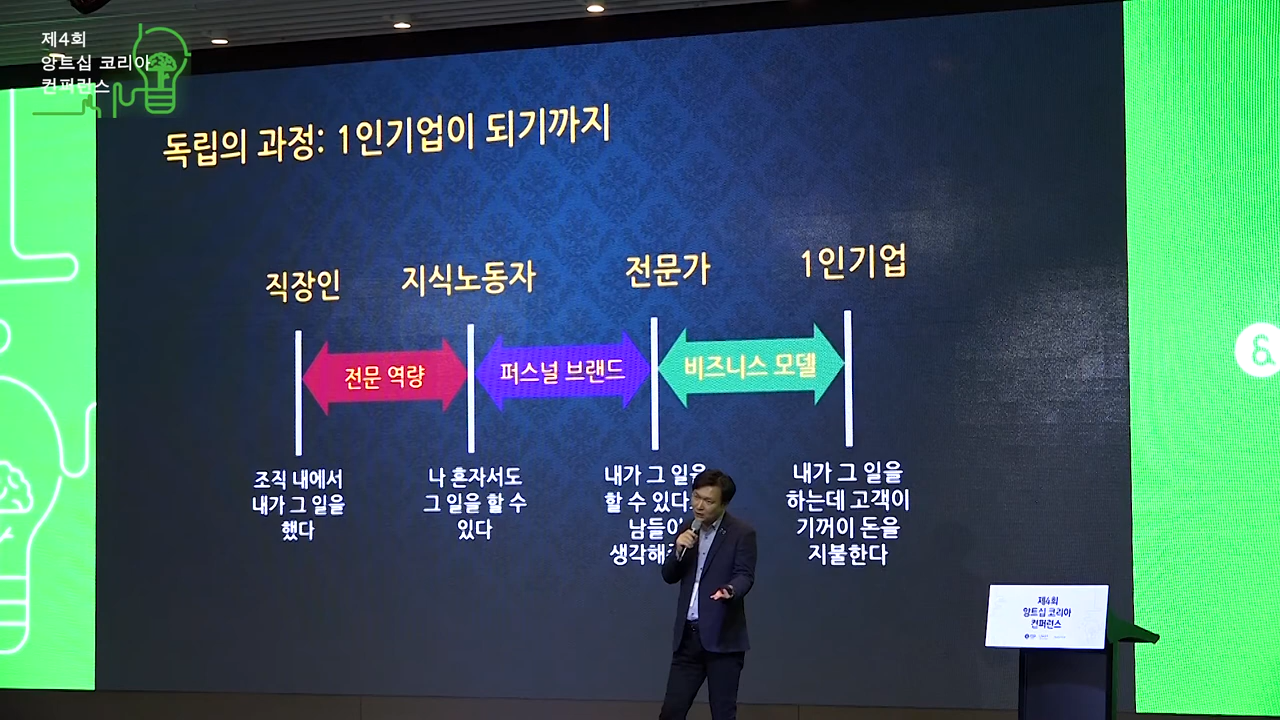 제4회
앙트십 코리아
컨퍼런스
독립의 과정: 1인기업이 되기까지
직장인
지식노동자
전문가
1인기업
전문 역량
퍼스널 브랜드
비즈니스 모델
조직 내에서
내가 그 일을
했다
나 혼자서도
그 일을 할 수
있다
내가 그 일을
할 수 있다
남들이
생각해
내가 그 일을
하는데 고객이
기꺼이 돈을
지불한다
제4회
앙트십 코리아
컨퍼런스